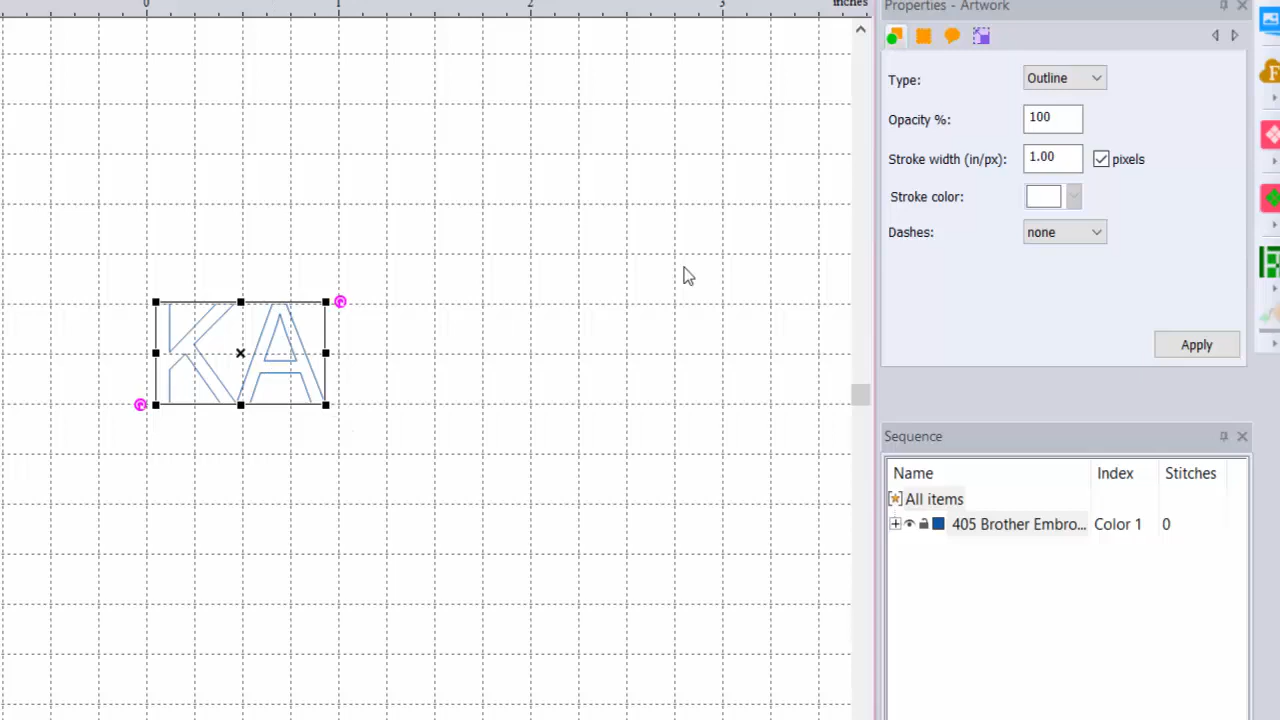 0 1 2 3 inches
Properties - Artwork
Type: Outline
Opacity %: 100
Stroke width (in/px): 1.00 pixels
Stroke color:
Dashes: none
KA
Apply
Sequence
Name Index Stitches
All items
405 Brother Embro... Color 1 0